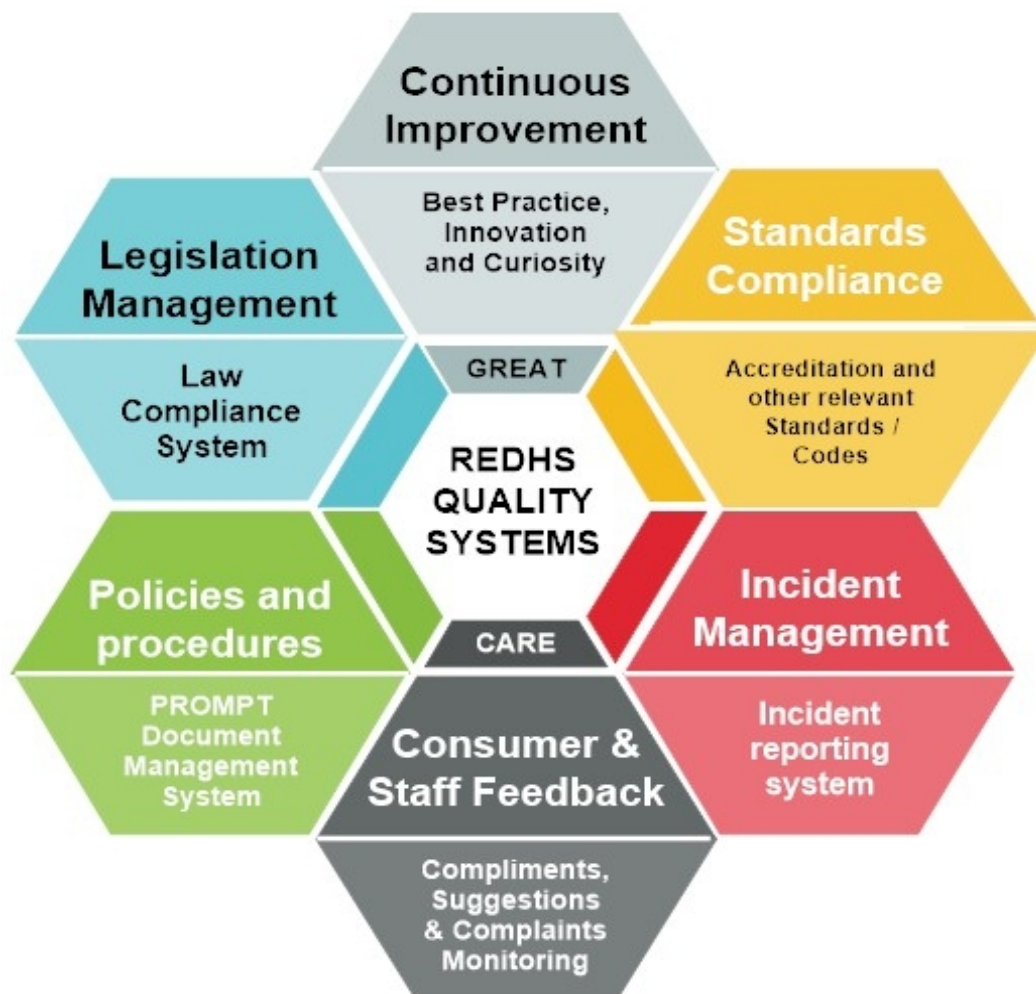 Continuous
Improvement
Best Practice,
Innovation
and Curiosity
Standards
Compliance
Accreditation and
other relevant
Standards /
Codes
Legislation
Management
Law
Compliance
System
GREAT
REDHS
QUALITY
SYSTEMS
CARE
Incident
Management
Incident
reporting
system
Policies and
procedures
PROMPT
Document
Management
System
Consumer &
Staff Feedback
Compliments,
Suggestions
& Complaints
Monitoring